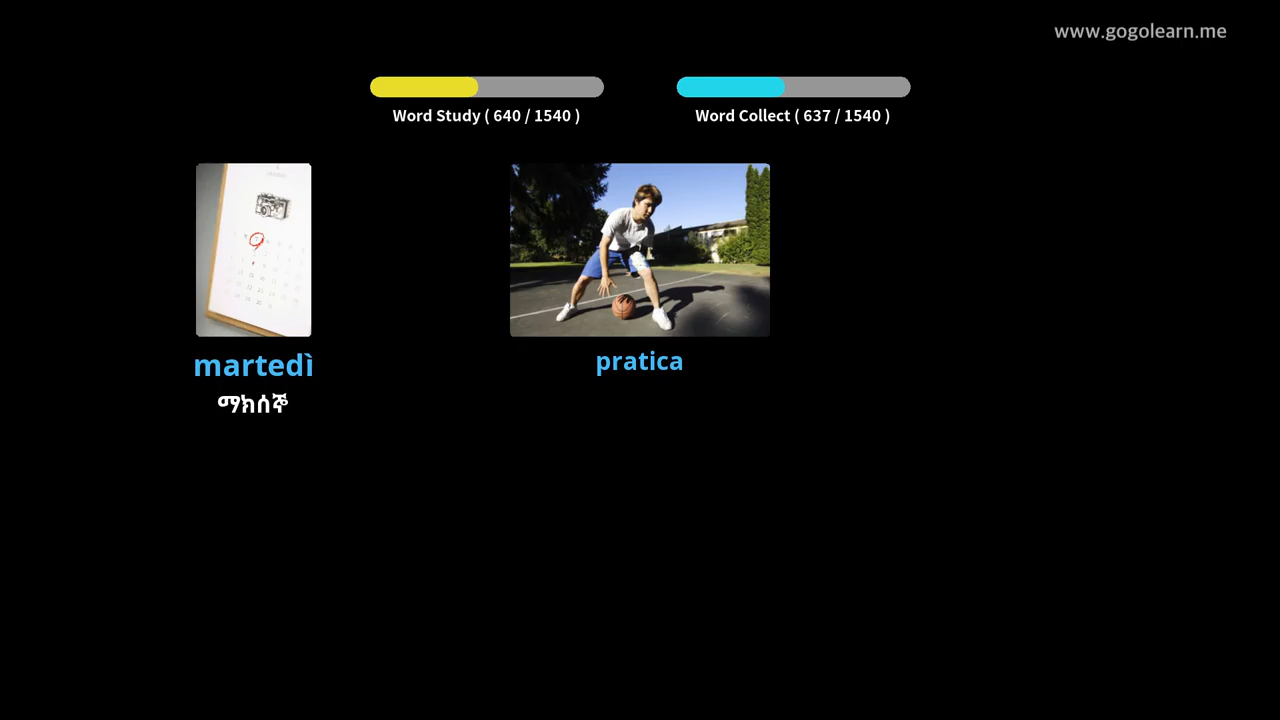 www.gogolearn.me
Word Study ( 640 / 1540 )
Word Collect ( 637 / 1540 )
martedì
ማክሰኞ
pratica